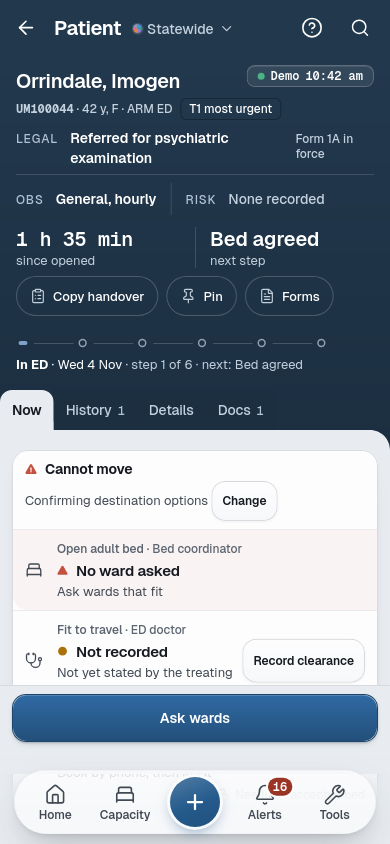 Patient Statewide
Orrindale, Imogen
Demo 10:42 am
UM100044 · 42 y, F · ARM ED T1 most urgent
LEGAL Referred for psychiatric examination
Form 1A in force
OBS General, hourly RISK None recorded
1 h 35 min
since opened
Bed agreed
next step
Copy handover Pin Forms
In ED · Wed 4 Nov · step 1 of 6 · next: Bed agreed
Now History 1 Details Docs 1
Cannot move
Confirming destination options Change
Open adult bed · Bed coordinator
No ward asked
Ask wards that fit
Fit to travel · ED doctor
Not recorded
Not yet stated by the treating
Record clearance
Ask wards
Book by phone, then
16
Home Capacity Alerts Tools